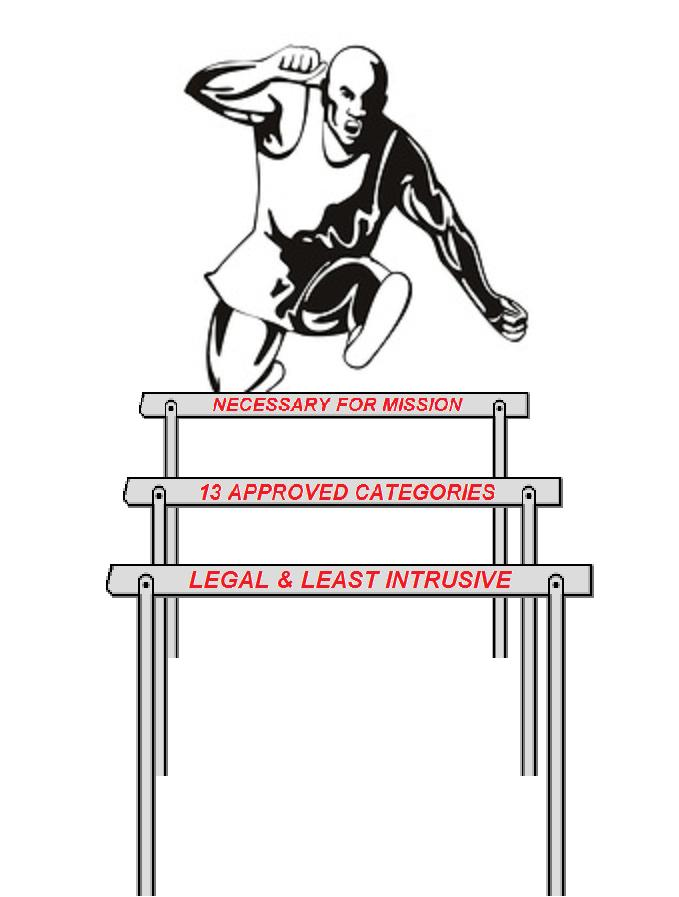 NECESSARY FOR MISSION
13 APPROVED CATEGORIES
LEGAL & LEAST INTRUSIVE